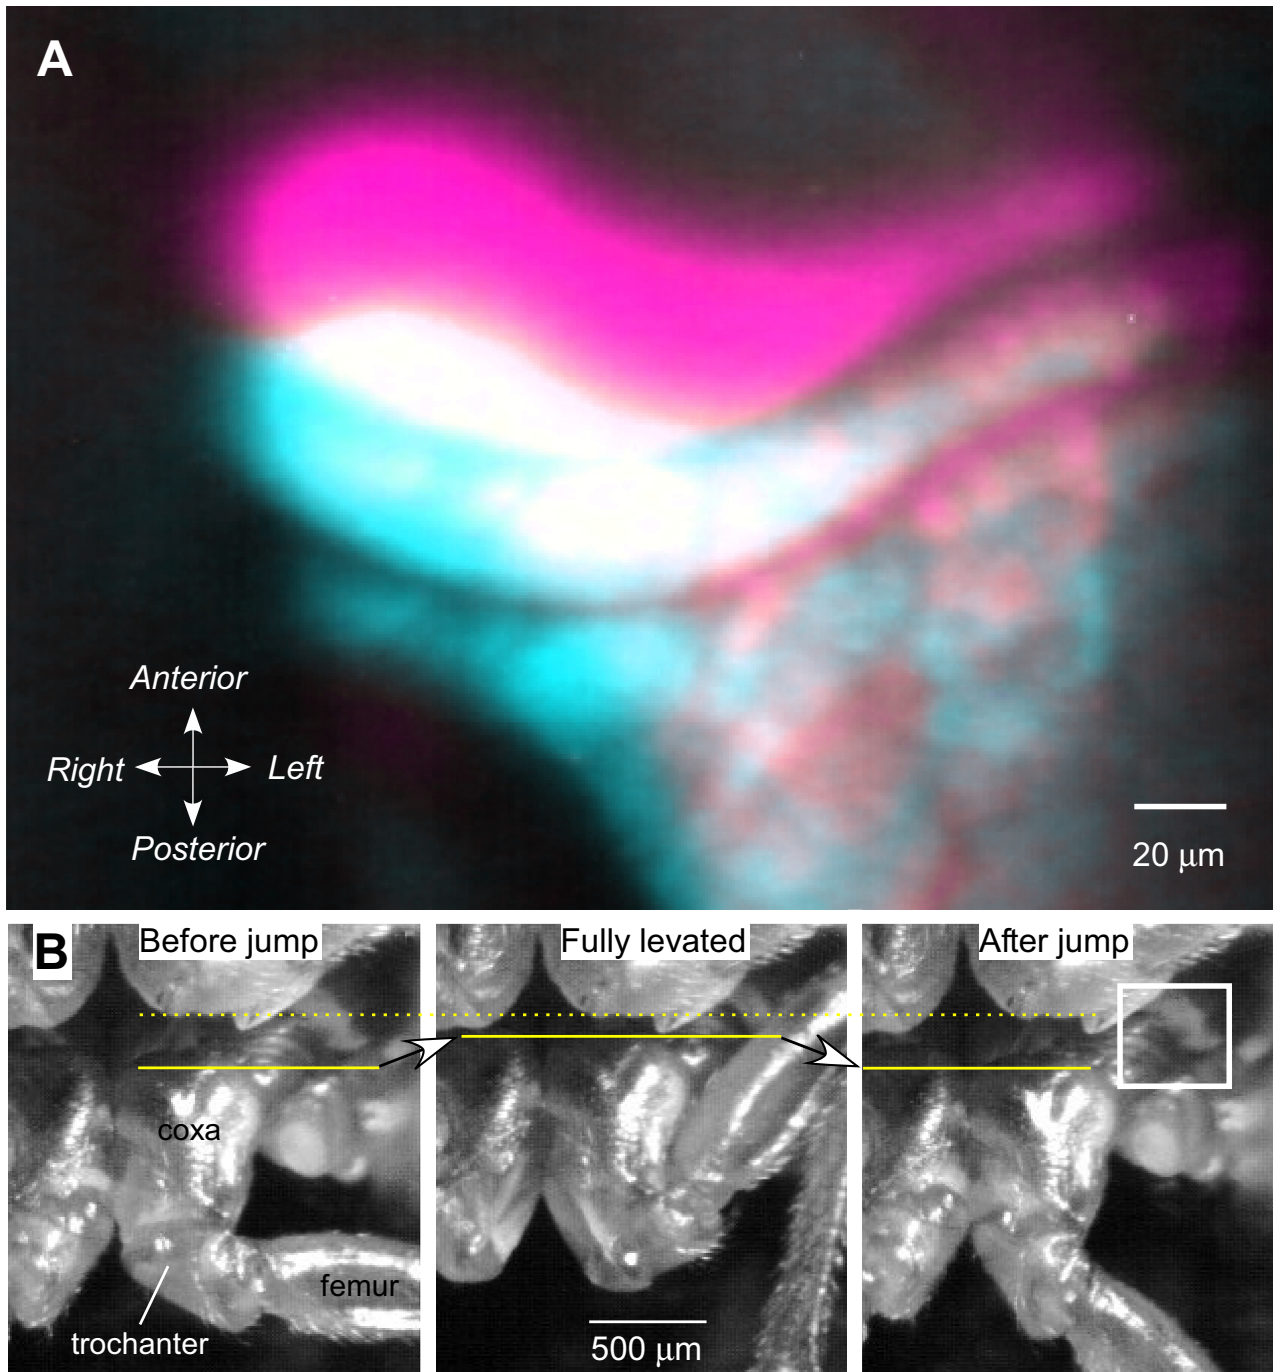 A
Anterior
Right
Left
Posterior
20 μm
B
Before jump
Fully levated
After jump
coxa
femur
trochanter
500 μm